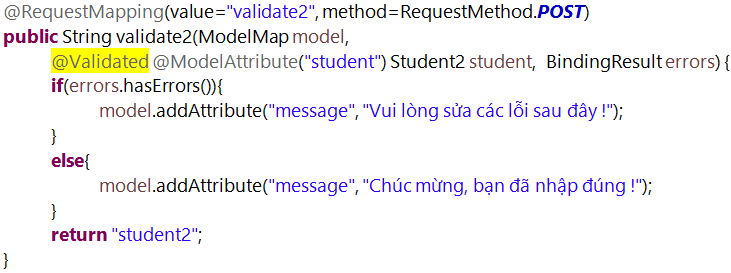 @RequestMapping(value="validate2", method=RequestMethod.POST)
public String validate2(ModelMap model,
@Validated @ModelAttribute("student") Student2 student, BindingResult errors) {
if(errors.hasErrors()){
model.addAttribute("message", "Vui lòng sửa các lỗi sau đây !");
}
else{
model.addAttribute("message", "Chúc mừng, bạn đã nhập đúng !");
}
return "student2";
}